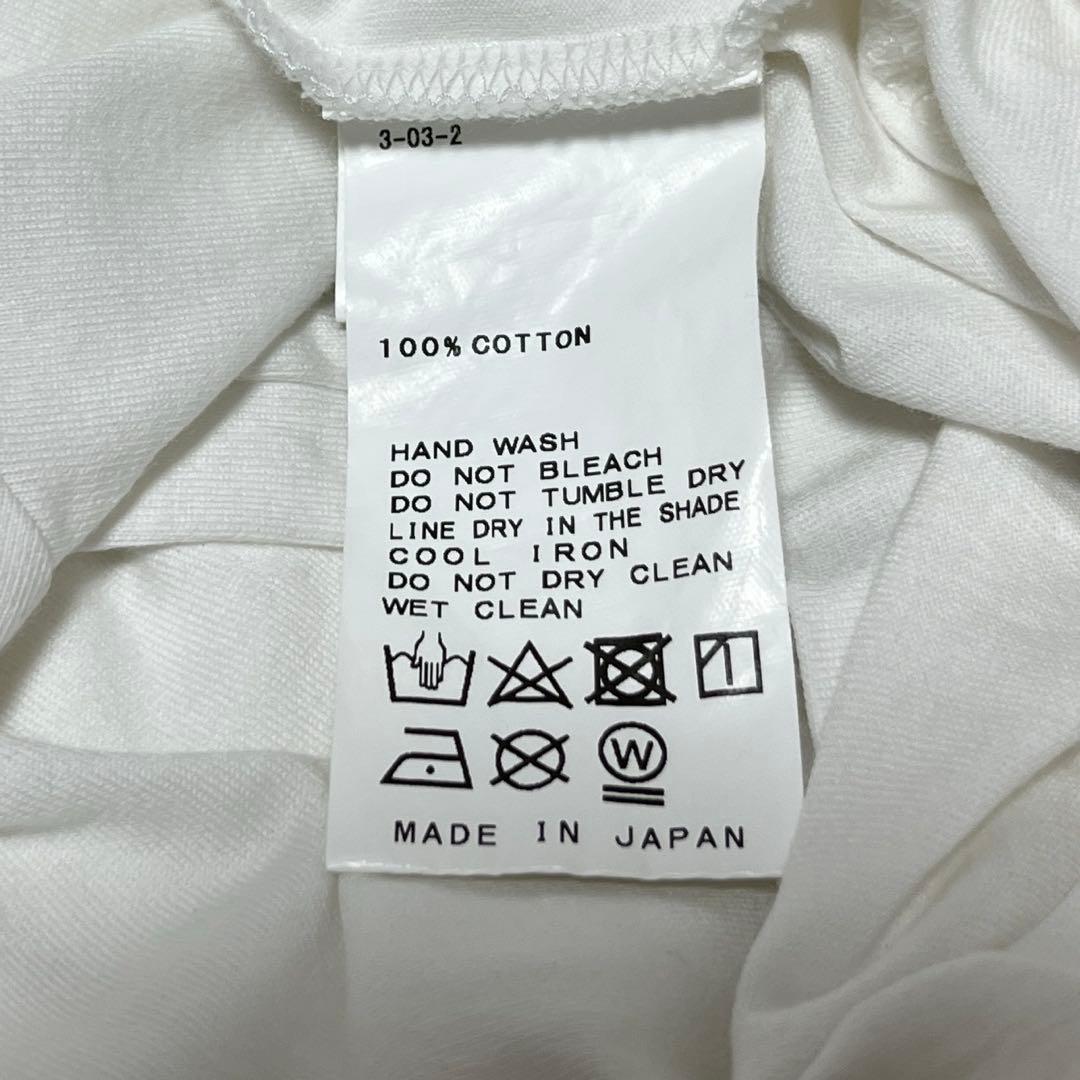 3-03-2
100% COTTON
HAND WASH
DO NOT BLEACH
DO NOT TUMBLE DRY
LINE DRY IN THE SHADE
COOL IRON
DO NOT DRY CLEAN
WET CLEAN
W
MADE IN JAPAN